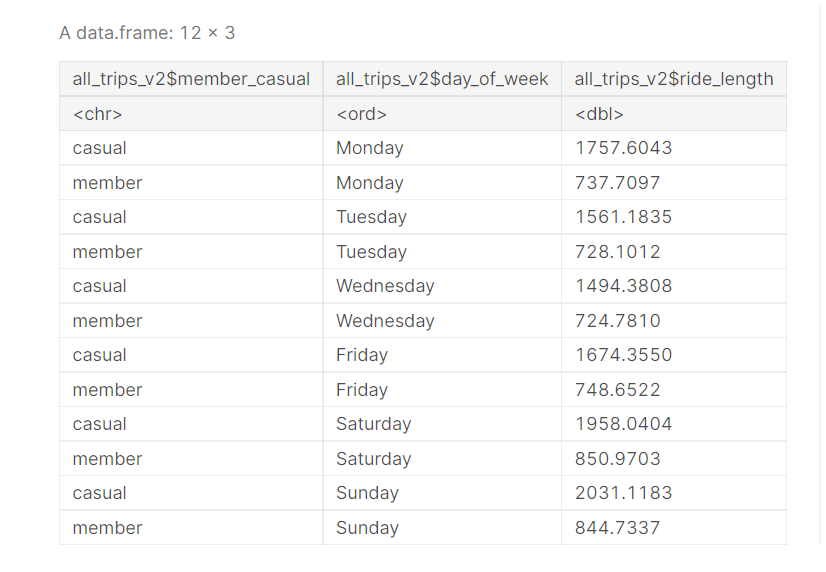 A data.frame: 12 × 3
all_trips_v2$member_casual all_trips_v2$day_of_week all_trips_v2$ride_length
<chr> <ord> <dbl>
casual Monday 1757.6043
member Monday 737.7097
casual Tuesday 1561.1835
member Tuesday 728.1012
casual Wednesday 1494.3808
member Wednesday 724.7810
casual Friday 1674.3550
member Friday 748.6522
casual Saturday 1958.0404
member Saturday 850.9703
casual Sunday 2031.1183
member Sunday 844.7337